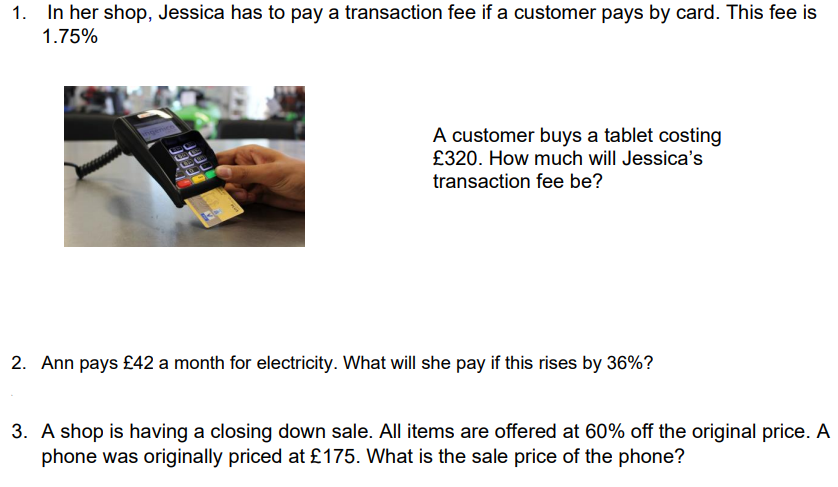 1. In her shop, Jessica has to pay a transaction fee if a customer pays by card. This fee is
1.75%
A customer buys a tablet costing
£320. How much will Jessica's
transaction fee be?
2. Ann pays £42 a month for electricity. What will she pay if this rises by 36%?
3. A shop is having a closing down sale. All items are offered at 60% off the original price. A
phone was originally priced at £175. What is the sale price of the phone?